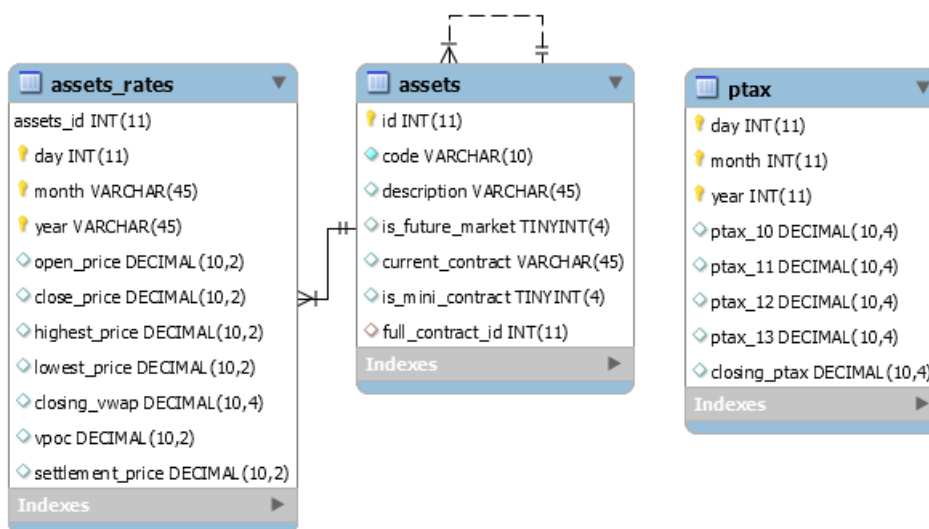 assets_rates
assets_id INT(11)
day INT(11)
month VARCHAR(45)
year VARCHAR(45)
open_price DECIMAL(10,2)
close_price DECIMAL(10,2)
highest_price DECIMAL(10,2)
lowest_price DECIMAL(10,2)
closing_vwap DECIMAL(10,4)
vpoc DECIMAL(10,2)
settlement_price DECIMAL(10,2)
Indexes
assets
id INT(11)
code VARCHAR(10)
description VARCHAR(45)
is_future_market TINYINT(4)
current_contract VARCHAR(45)
is_mini_contract TINYINT(4)
full_contract_id INT(11)
Indexes
ptax
day INT(11)
month INT(11)
year INT(11)
ptax_10 DECIMAL(10,4)
ptax_11 DECIMAL(10,4)
ptax_12 DECIMAL(10,4)
ptax_13 DECIMAL(10,4)
closing_ptax DECIMAL(10,4)
Indexes